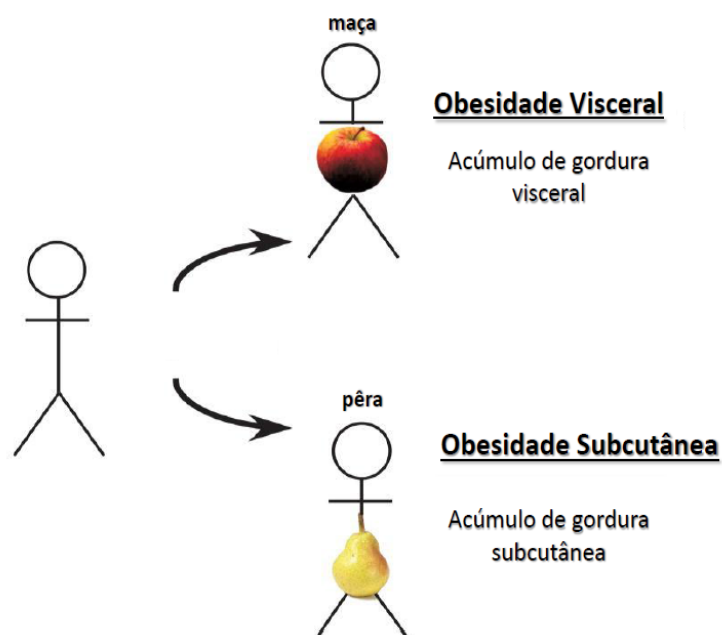 maça
Obesidade Visceral
Acúmulo de gordura
visceral
pêra
Obesidade Subcutânea
Acúmulo de gordura
subcutânea